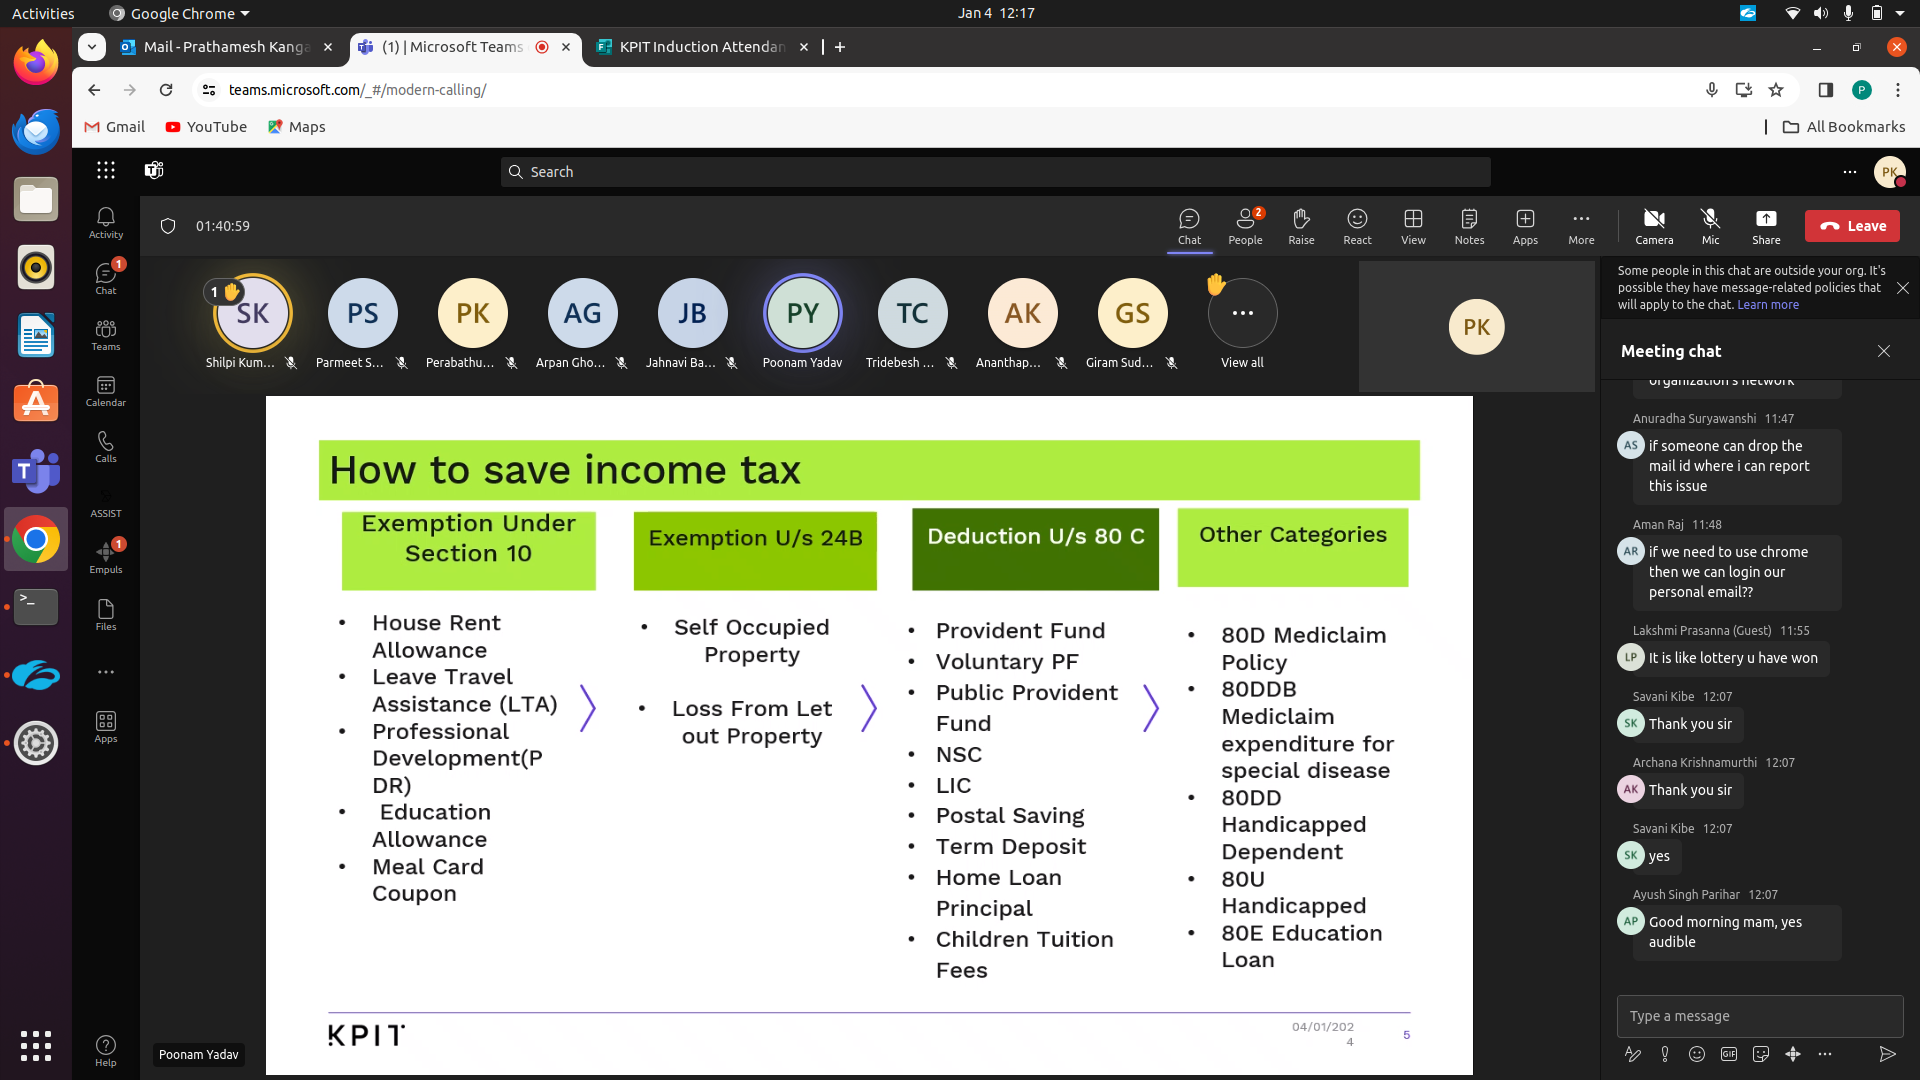 Activities
Google Chrome
Jan 4 12:17
Mail - Prathamesh Kanga
(1) | Microsoft Teams
KPIT Induction Attendan
teams.microsoft.com/_#/modern-calling/
P
Gmail
YouTube
Maps
All Bookmarks
Search
PK
Activity
Chat
1
Teams
Calendar
Calls
ASSIST
Empuls
1
Files
Apps
Help
01:40:59
Chat
People
2
Raise
React
View
Notes
Apps
More
Camera
Mic
Share
Leave
1
SK
PS
PK
AG
JB
PY
TC
AK
GS
Shilpi Kum...
Parmeet S...
Perabathu...
Arpan Gho...
Jahnavi Ba...
Poonam Yadav
Tridebesh ...
Ananthap...
Giram Sud...
View all
PK
How to save income tax
Exemption Under
Section 10
• House Rent
Allowance
• Leave Travel
Assistance (LTA)
• Professional
Development(P
DR)
• Education
Allowance
• Meal Card
Coupon
Exemption U/s 24B
• Self Occupied
Property
• Loss From Let
out Property
Deduction U/s 80 C
• Provident Fund
• Voluntary PF
• Public Provident
Fund
• NSC
• LIC
• Postal Saving
• Term Deposit
• Home Loan
Principal
• Children Tuition
Fees
Other Categories
• 80D Mediclaim
Policy
• 80DDB
Mediclaim
expenditure for
special disease
• 80DD
Handicapped
Dependent
• 80U
Handicapped
• 80E Education
Loan
KPIT
04/01/202
4
5
Poonam Yadav
Some people in this chat are outside your org. It's
possible they have message-related policies that
will apply to the chat. Learn more
Meeting chat
organization's network
Anuradha Suryawanshi 11:47
AS
if someone can drop the
mail id where i can report
this issue
Aman Raj 11:48
AR
if we need to use chrome
then we can login our
personal email??
Lakshmi Prasanna (Guest) 11:55
LP
It is like lottery u have won
Savani Kibe 12:07
SK
Thank you sir
Archana Krishnamurthi 12:07
AK
Thank you sir
Savani Kibe 12:07
SK
yes
Ayush Singh Parihar 12:07
AP
Good morning mam, yes
audible
Type a message
GIF